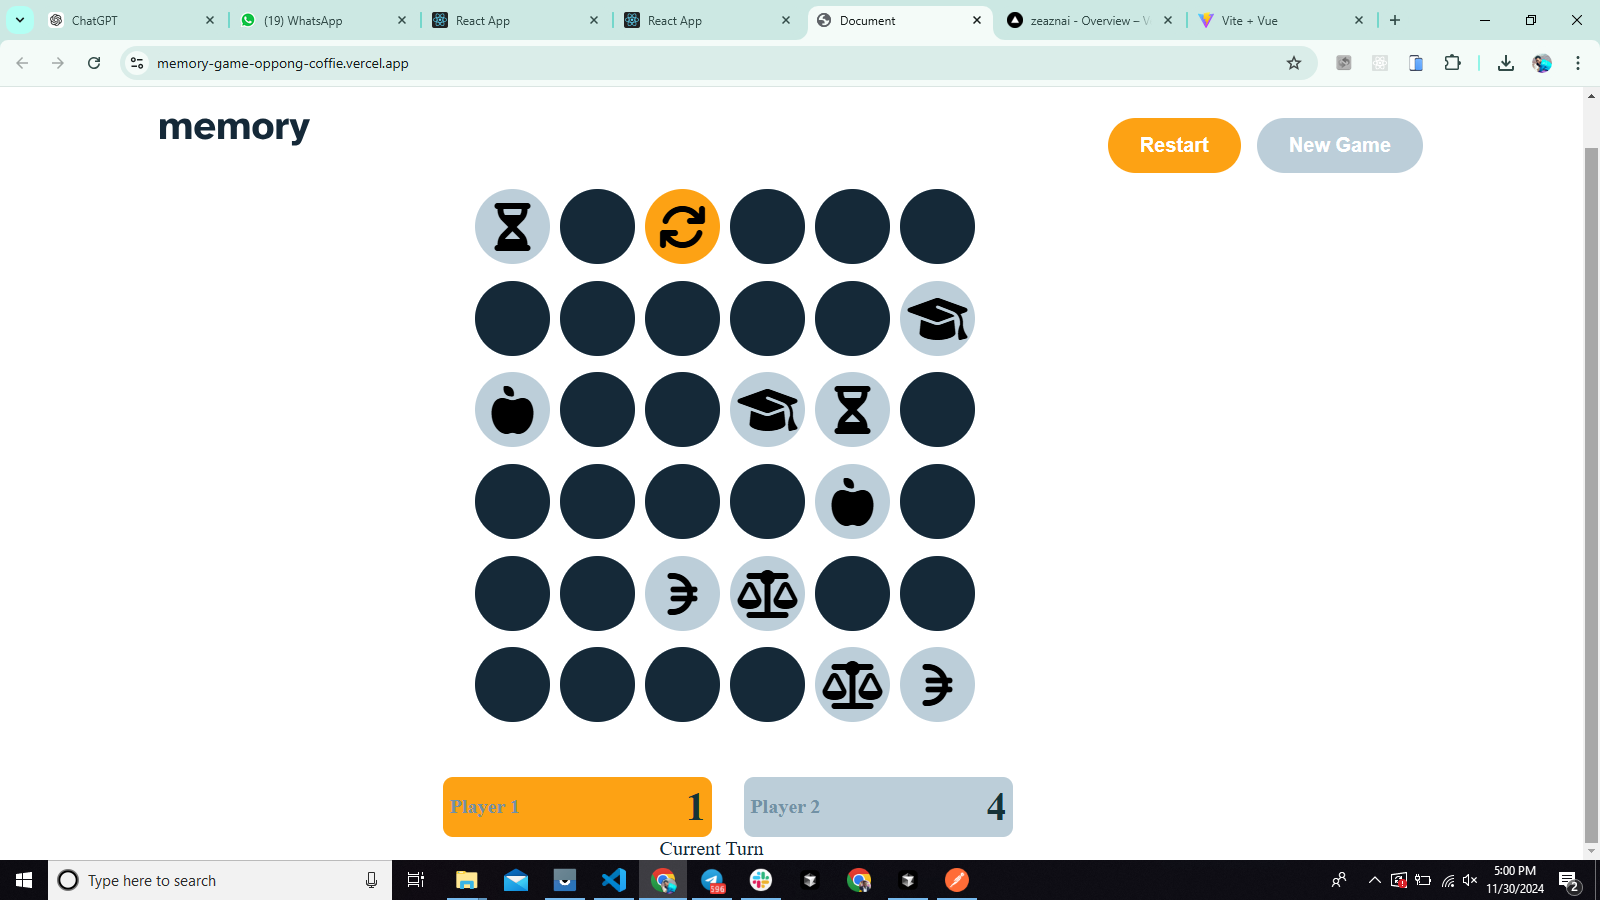 ChatGPT
(19) WhatsApp
React App
React App
Document
zeaznai - Overview – V
Vite + Vue
memory-game-oppong-coffie.vercel.app
memory
Restart
New Game
Player 1
1
Player 2
4
Current Turn
Type here to search
596
5:00 PM
11/30/2024
2